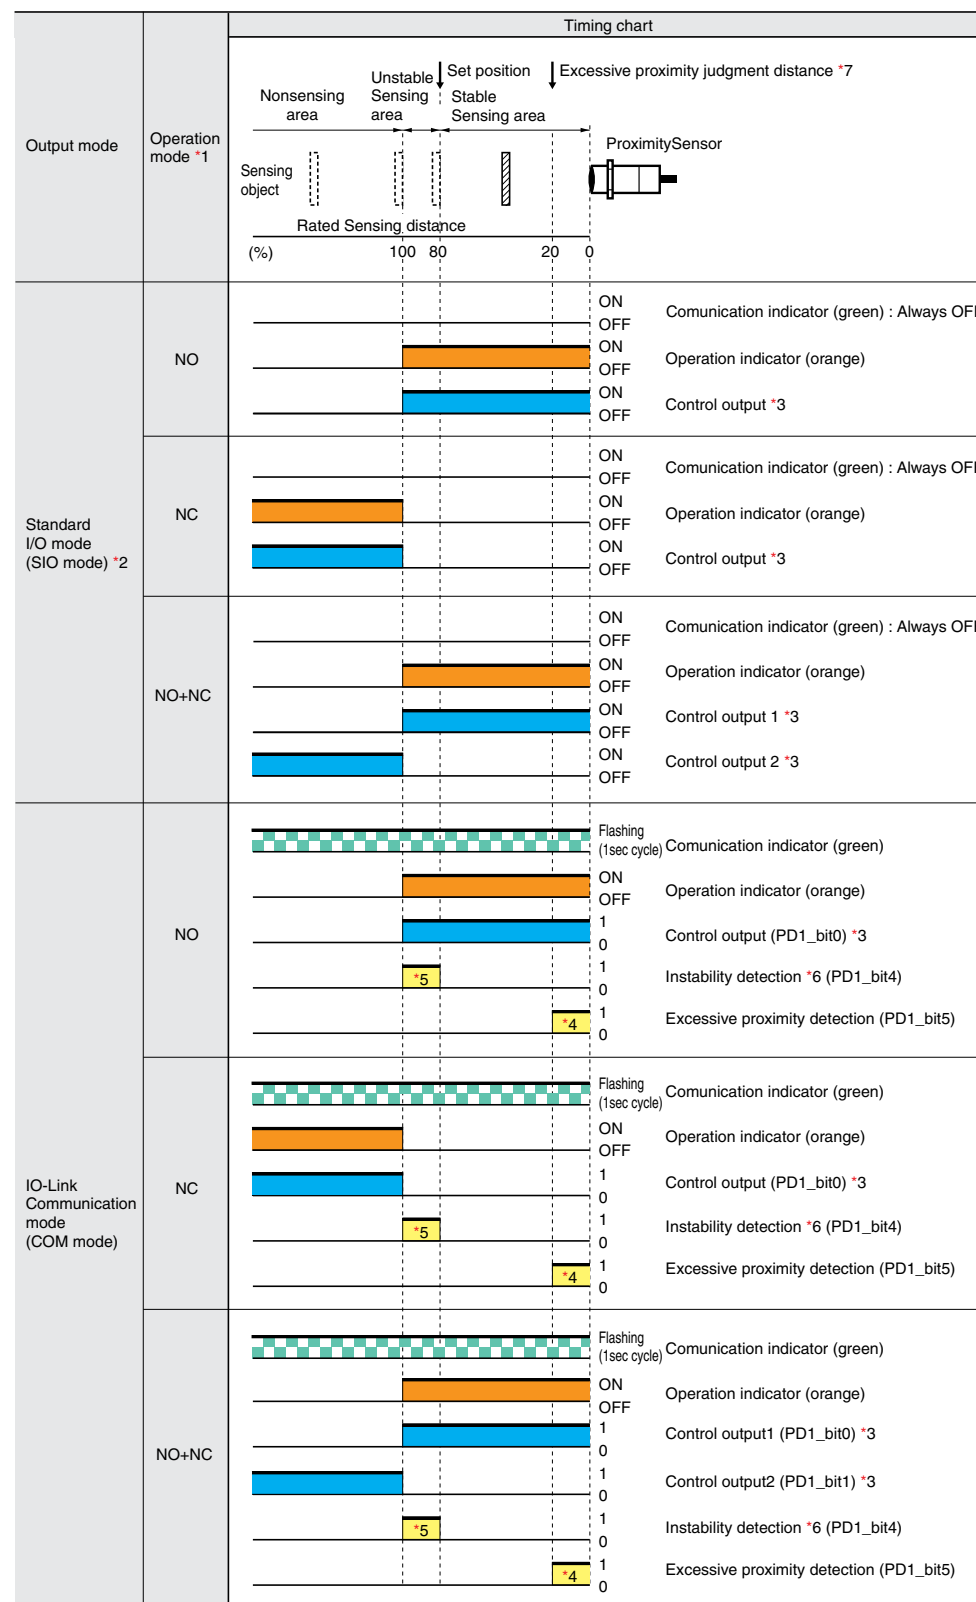 Timing chart
Output mode
Operation
mode *1
Nonsensing
area
Unstable
Sensing
area
Set position
Stable
Sensing area
Excessive proximity judgment distance *7
ProximitySensor
Sensing
object
Rated Sensing distance
(%)
100
80
20
0
Standard
I/O mode
(SIO mode) *2
NO
ON
OFF
Comunication indicator (green) : Always OFF
ON
OFF
Operation indicator (orange)
ON
OFF
Control output *3
NC
ON
OFF
Comunication indicator (green) : Always OFF
ON
OFF
Operation indicator (orange)
ON
OFF
Control output *3
NO+NC
ON
OFF
Comunication indicator (green) : Always OFF
ON
OFF
Operation indicator (orange)
ON
OFF
Control output 1 *3
ON
OFF
Control output 2 *3
IO-Link
Communication
mode
(COM mode)
NO
Flashing
(1sec cycle)
Comunication indicator (green)
ON
OFF
Operation indicator (orange)
1
0
Control output (PD1_bit0) *3
*5
1
0
Instability detection *6 (PD1_bit4)
*4
1
0
Excessive proximity detection (PD1_bit5)
NC
Flashing
(1sec cycle)
Comunication indicator (green)
ON
OFF
Operation indicator (orange)
1
0
Control output (PD1_bit0) *3
*5
1
0
Instability detection *6 (PD1_bit4)
*4
1
0
Excessive proximity detection (PD1_bit5)
NO+NC
Flashing
(1sec cycle)
Comunication indicator (green)
ON
OFF
Operation indicator (orange)
1
0
Control output1 (PD1_bit0) *3
1
0
Control output2 (PD1_bit1) *3
*5
1
0
Instability detection *6 (PD1_bit4)
*4
1
0
Excessive proximity detection (PD1_bit5)